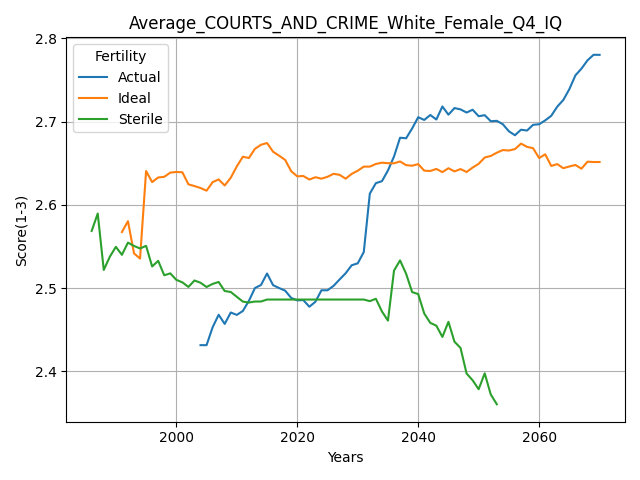 Average_COURTS_AND_CRIME_White_Female_Q4_IQ
Fertility
Actual
Ideal
Sterile
Score(1-3)
2.8
2.7
2.6
2.5
2.4
2000 2020 2040 2060
Years